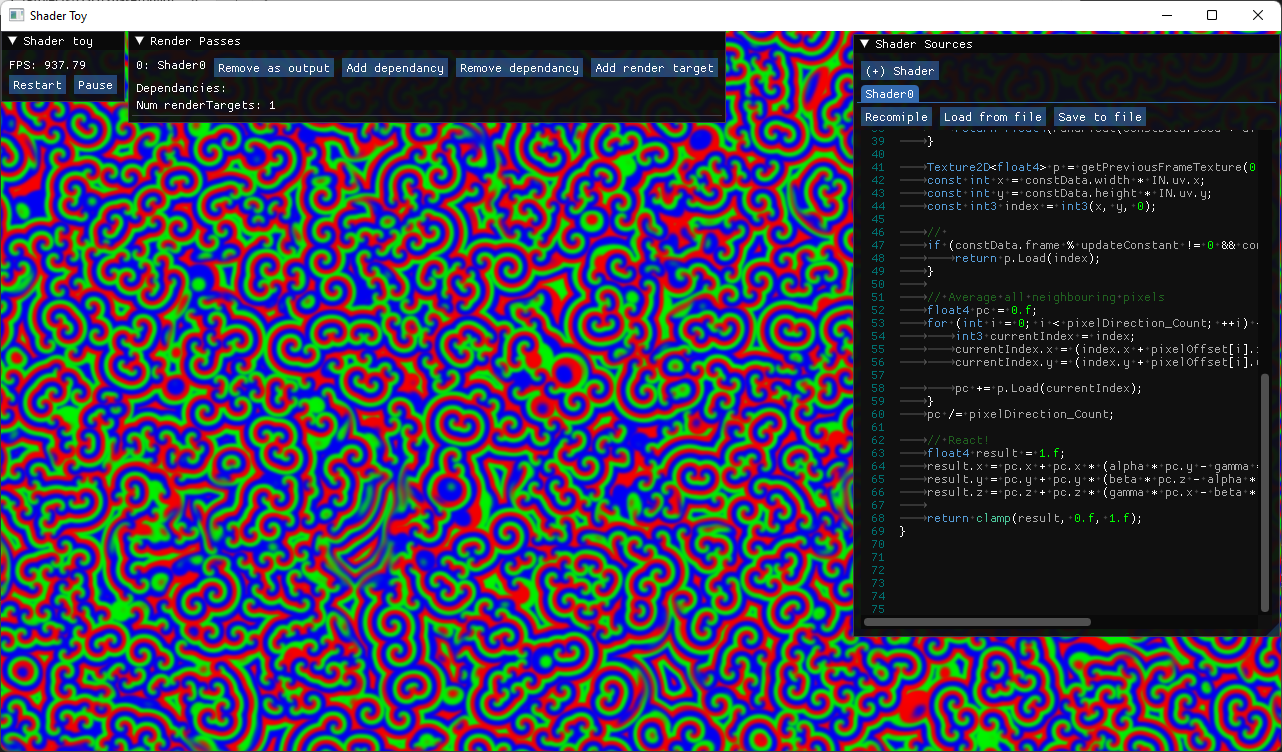 Shader Toy
Shader toy
FPS: 937.79
Restart Pause
Render Passes
0: Shader0 Remove as output Add dependancy Remove dependancy Add render target
Dependancies:
Num renderTargets: 1
Shader Sources
(+) Shader
Shader0
Recompile Load from file Save to file
39 }
40
41 Texture2D<float4> p = getPreviousFrameTexture(0
42 const int x = constData.width * IN.uv.x;
43 const int y = constData.height * IN.uv.y;
44 const int3 index = int3(x, y, 0);
45
46 //
47 if (constData.frame % updateConstant != 0 && con
48 return p.Load(index);
49 }
50
51 // Average all neighbouring pixels
52 float4 pc = 0.f;
53 for (int i = 0; i < pixelDirection_Count; ++i)
54 int3 currentIndex = index;
55 currentIndex.x = (index.x + pixelOffset[i].
56 currentIndex.y = (index.y + pixelOffset[i].
57
58 pc += p.Load(currentIndex);
59 }
60 pc /= pixelDirection_Count;
61
62 // React!
63 float4 result = 1.f;
64 result.x = pc.x + pc.x * (alpha * pc.y - gamma
65 result.y = pc.y + pc.y * (beta * pc.z - alpha *
66 result.z = pc.z + pc.z * (gamma * pc.x - beta *
67
68 return clamp(result, 0.f, 1.f);
69 }
70
71
72
73
74
75